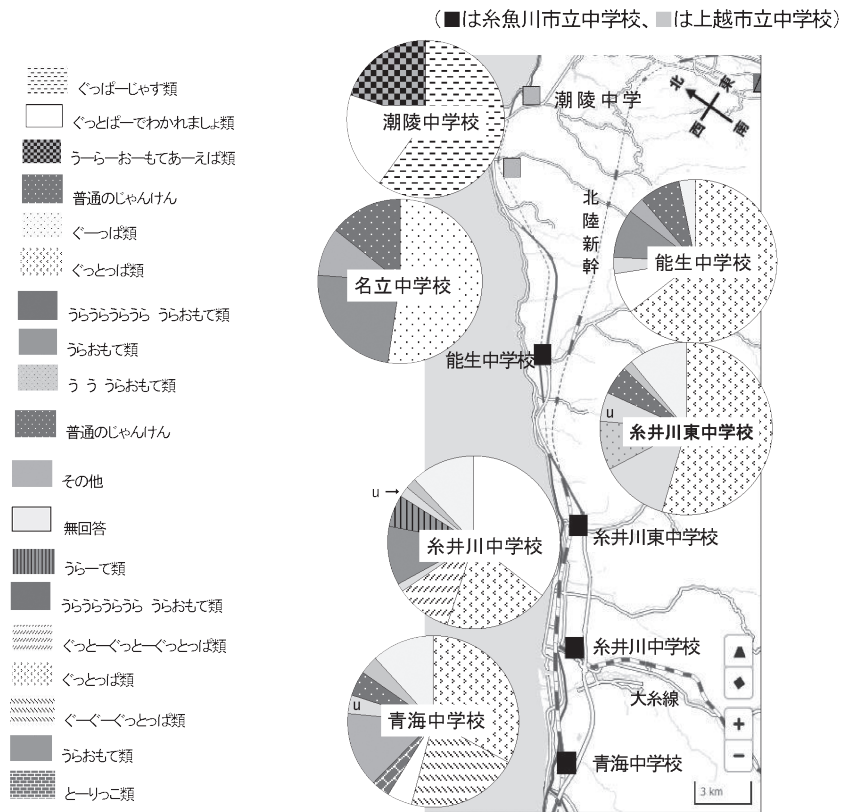 (■は糸魚川市立中学校、■は上越市立中学校)
ぐっぱーじゃす類
ぐっとぱーでわかれましょ類
うーらーおーもてあーえば類
普通のじゃんけん
ぐーっぱ類
ぐっとっぱ類
うらうらうらうら うらおもて類
うらおもて類
う う うらおもて類
普通のじゃんけん
その他
無回答
うらーて類
うらうらうらうら うらおもて類
ぐっとーぐっとーぐっとっぱ類
ぐっとっぱ類
ぐーぐーぐっとっぱ類
うらおもて類
とーりっこ類
潮陵中学校
潮陵中学
北
東
西
南
名立中学校
北陸新幹
能生中学校
能生中学校
u
糸井川東中学校
u→
糸井川中学校
糸井川東中学校
糸井川中学校
大糸線
u
青海中学校
青海中学校
+
−
3 km